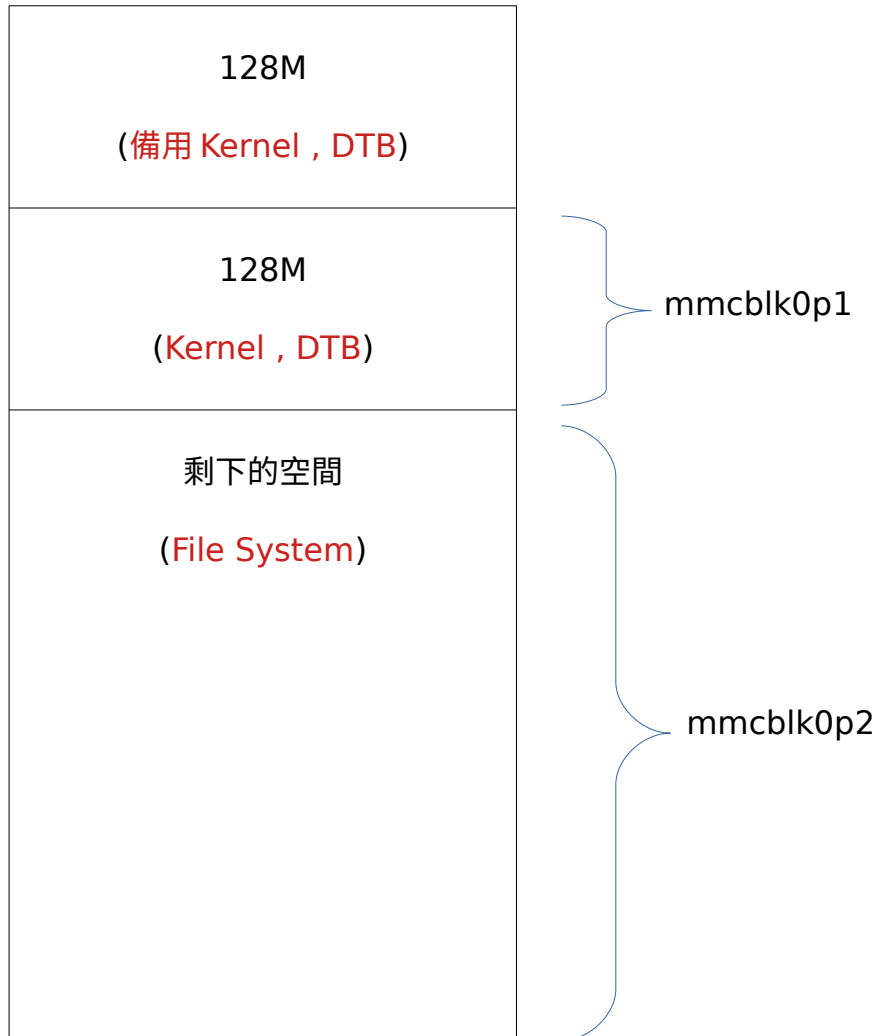 128M
(備用 Kernel , DTB)
128M
(Kernel , DTB)
mmcblk0p1
剩下的空間
(File System)
mmcblk0p2